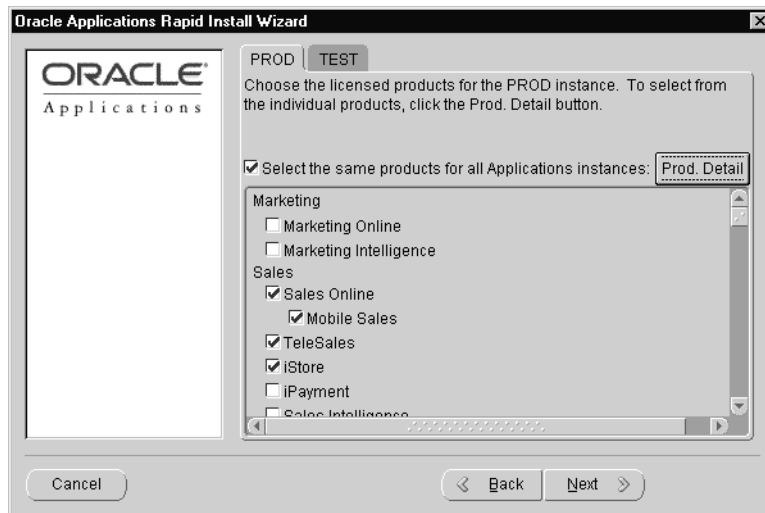 Oracle Applications Rapid Install Wizard
ORACLE
Applications
PROD TEST
Choose the licensed products for the PROD instance. To select from
the individual products, click the Prod. Detail button.
Select the same products for all Applications instances: Prod. Detail
Marketing
Marketing Online
Marketing Intelligence
Sales
Sales Online
Mobile Sales
TeleSales
iStore
iPayment
Sales Intelligence
Cancel Back Next